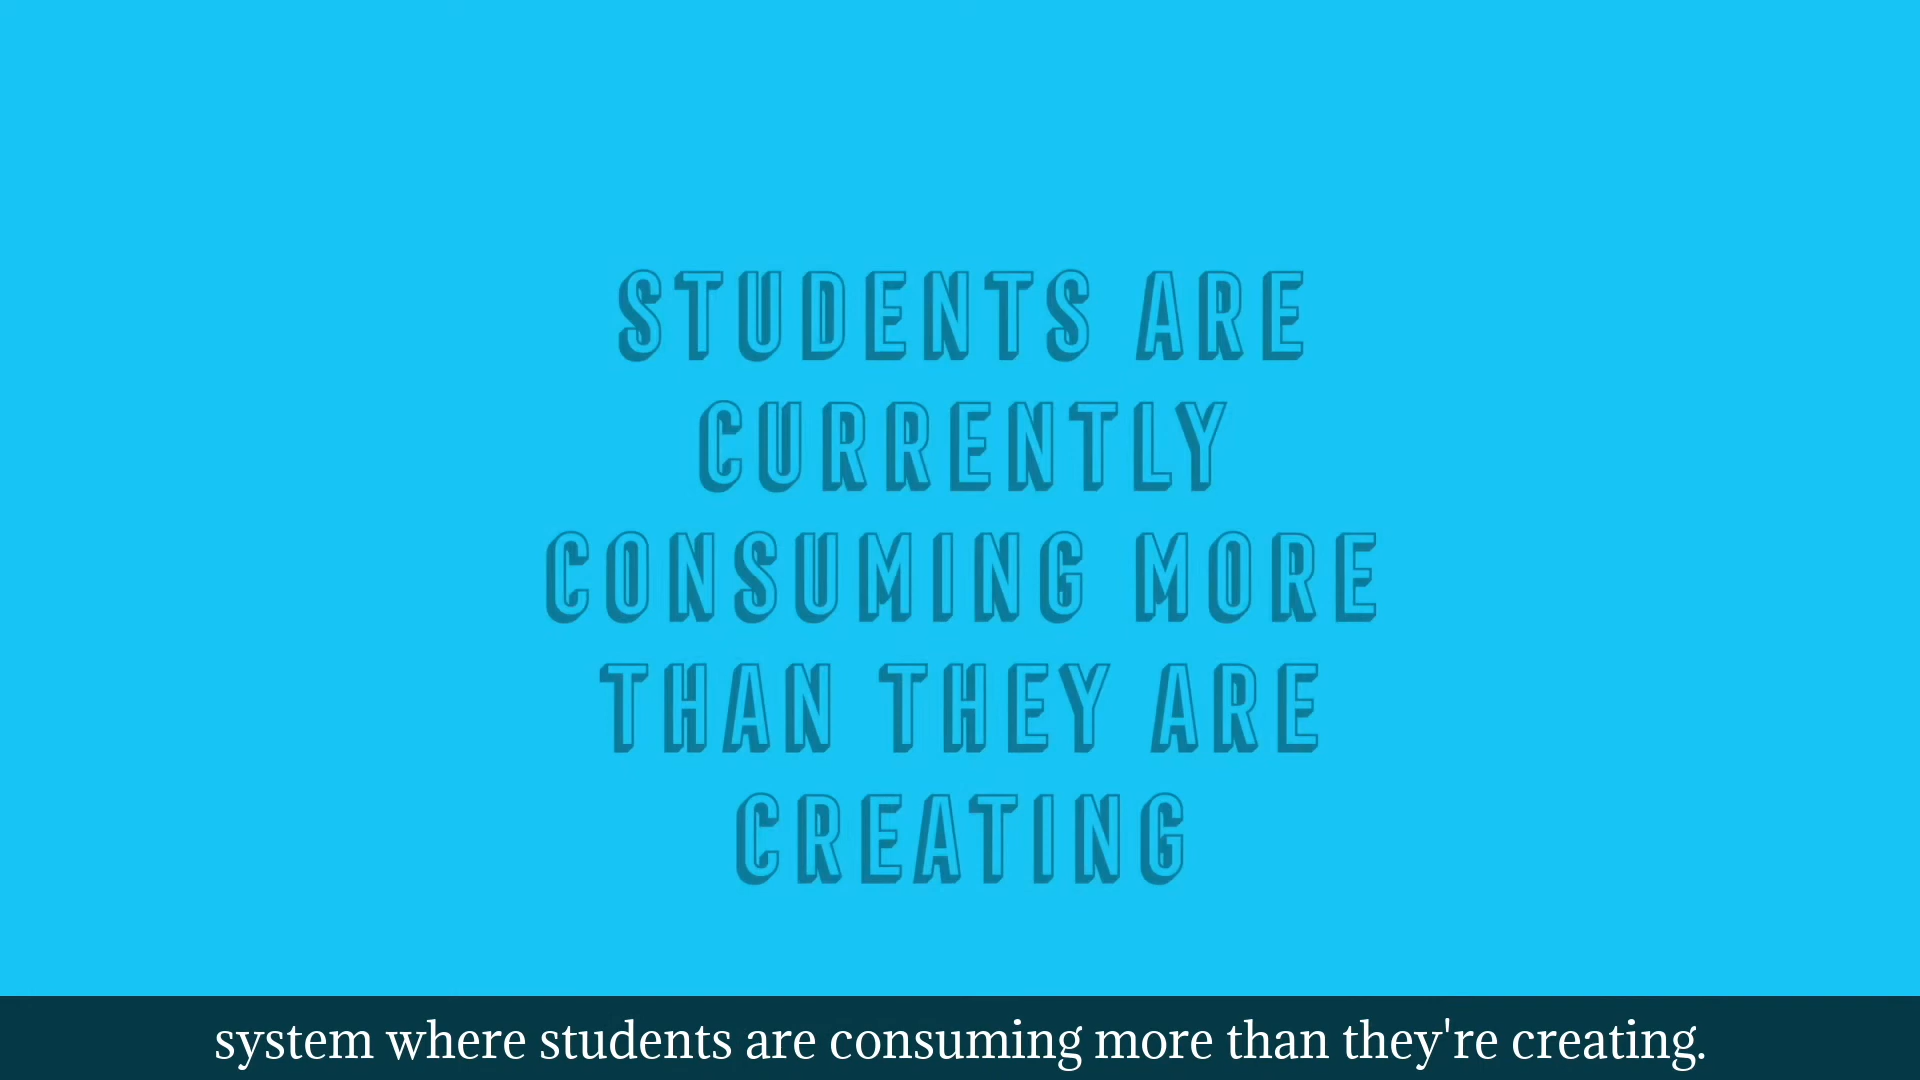 STUDENTS ARE
CURRENTLY
CONSUMING MORE
THAN THEY ARE
CREATING
system where students are consuming more than they're creating.